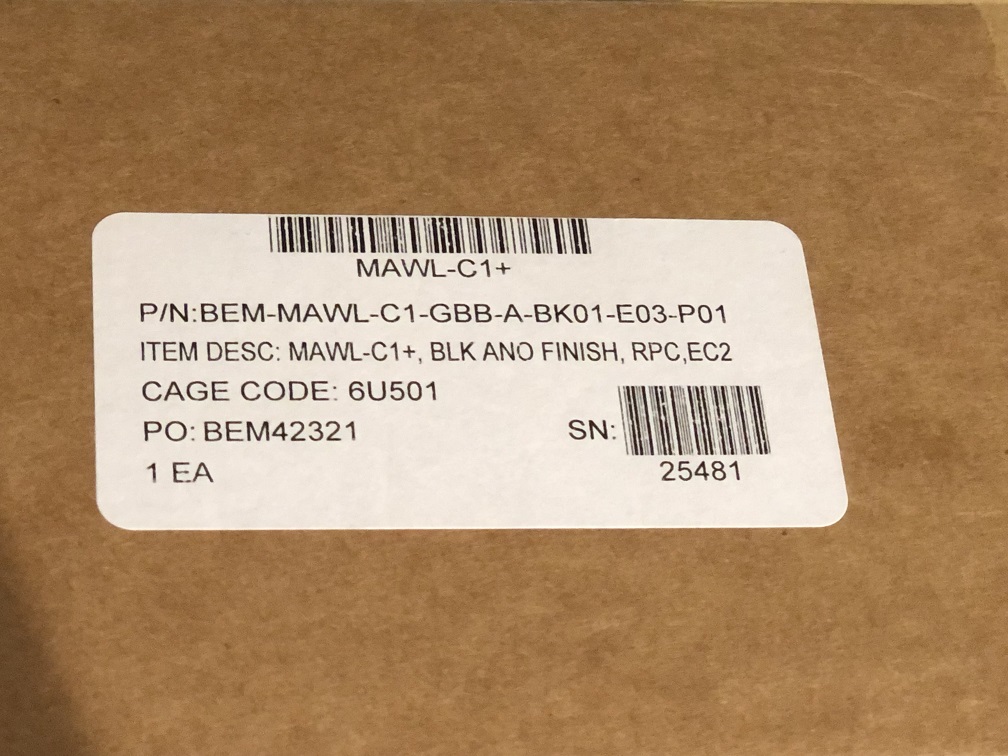 MAWL-C1+
P/N:BEM-MAWL-C1-GBB-A-BK01-E03-P01
ITEM DESC: MAWL-C1+, BLK ANO FINISH, RPC,EC2
CAGE CODE: 6U501
PO: BEM42321
SN:
1 EA
25481